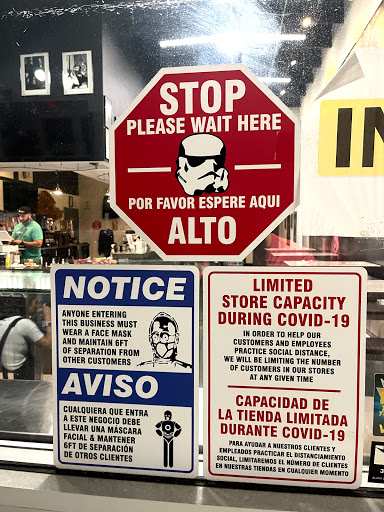 STOP
PLEASE WAIT HERE
POR FAVOR ESPERE AQUI
ALTO
IN
NOTICE
ANYONE ENTERING
THIS BUSINESS MUST
WEAR A FACE MASK
AND MAINTAIN 6FT
OF SEPARATION FROM
OTHER CUSTOMERS
AVISO
CUALQUIERA QUE ENTRA
A ESTE NEGOCIO DEBE
LLEVAR UNA MÁSCARA
FACIAL & MANTENER
6FT DE SEPARACIÓN
DE OTROS CLIENTES
LIMITED
STORE CAPACITY
DURING COVID-19
IN ORDER TO HELP OUR
CUSTOMERS AND EMPLOYEES
PRACTICE SOCIAL DISTANCE,
WE WILL BE LIMITING THE NUMBER
OF CUSTOMERS IN OUR STORES
AT ANY GIVEN TIME
CAPACIDAD DE
LA TIENDA LIMITADA
DURANTE COVID-19
PARA AYUDAR A NUESTROS CLIENTES Y
EMPLEADOS PRACTICAR EL DISTANCIAMIENTO
SOCIAL, LIMITAREMOS EL NÚMERO DE CLIENTES
EN NUESTRAS TIENDAS EN CUALQUIER MOMENTO